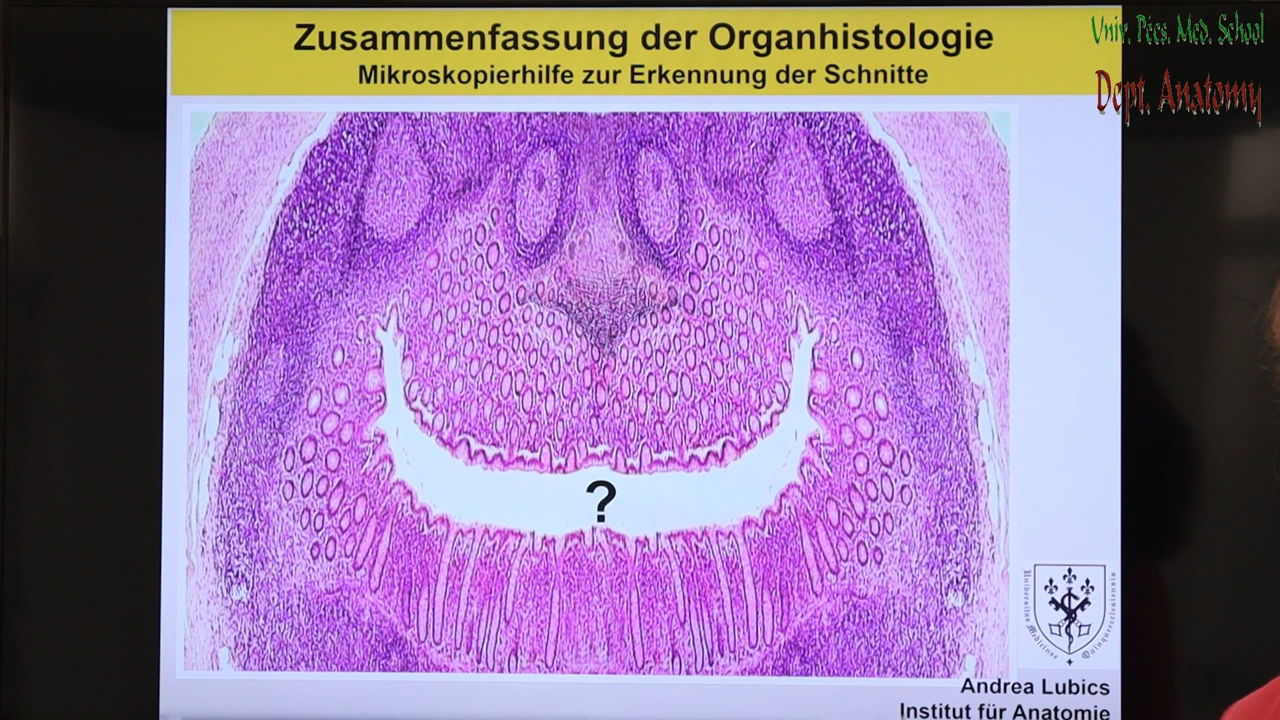 Zusammenfassung der Organhistologie
Mikroskopierhilfe zur Erkennung der Schnitte
Univ. Pécs. Med. School
Dept. Anatomy
?
Andrea Lubics
Institut für Anatomie